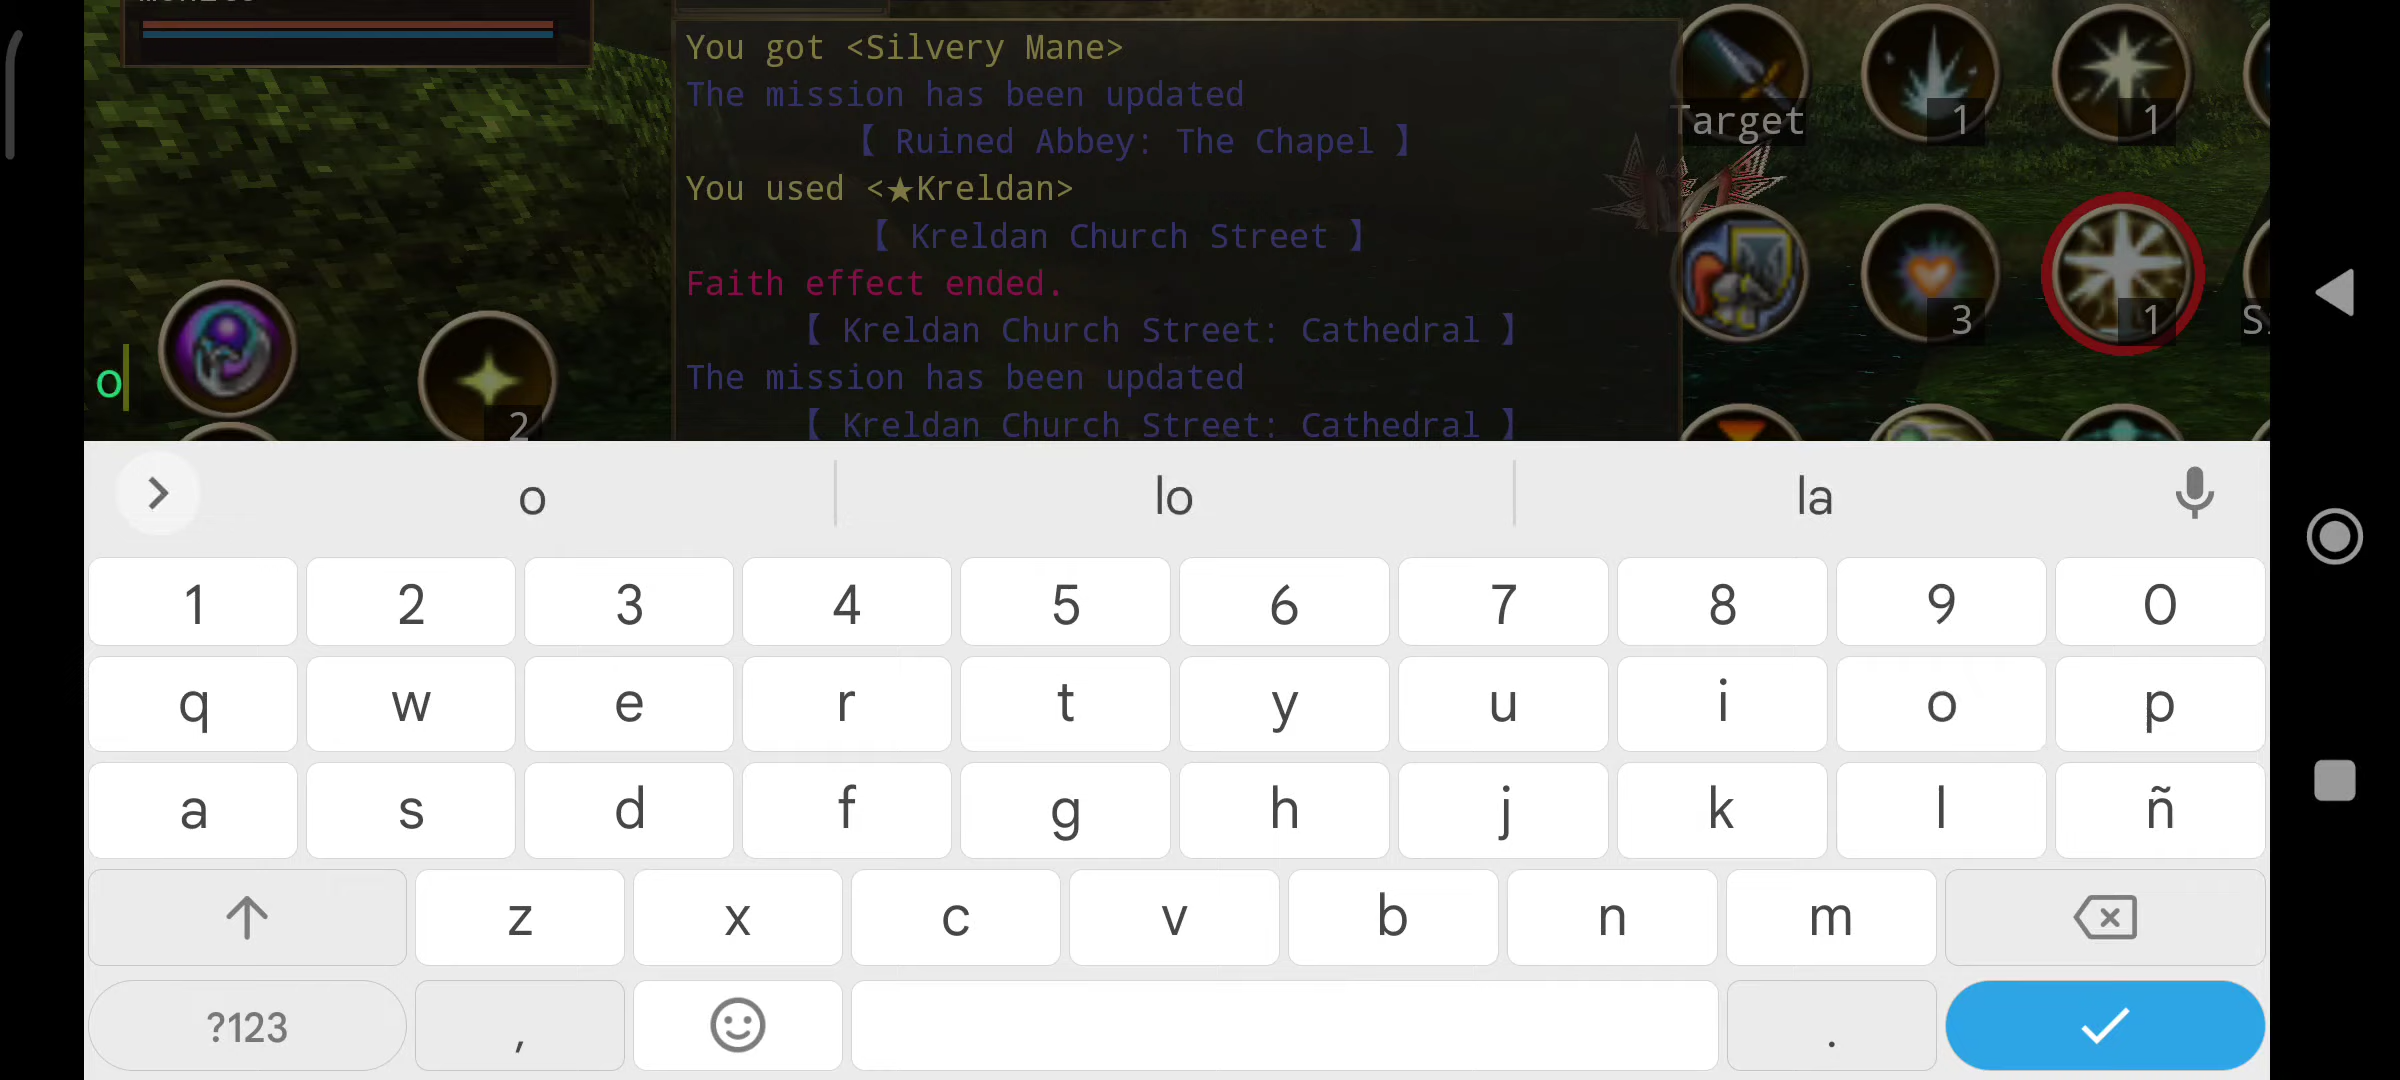 You got <Silvery Mane>
The mission has been updated
【 Ruined Abbey: The Chapel 】
You used <★Kreldan>
【 Kreldan Church Street 】
Faith effect ended.
【 Kreldan Church Street: Cathedral 】
The mission has been updated
【 Kreldan Church Street: Cathedral 】
Target
1
1
3
1
S
2
o
o
lo
la
1 2 3 4 5 6 7 8 9 0
q w e r t y u i o p
a s d f g h j k l ñ
z x c v b n m
?123 , .